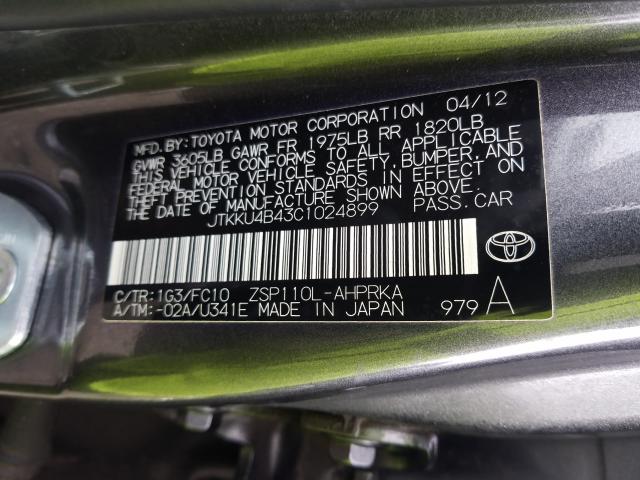 MFD.BY:TOYOTA MOTOR CORPORATION 04/12
GVWR 3605LB GAWR FR 1975LB RR 1820LB
THIS VEHICLE CONFORMS TO ALL APPLICABLE
FEDERAL MOTOR VEHICLE SAFETY,BUMPER,AND
THEFT PREVENTION STANDARDS IN EFFECT ON
THE DATE OF MANUFACTURE SHOWN ABOVE.
JTKKU4B43C1024899 PASS.CAR
C/TR:1G3/FC10 ZSP110L-AHPRKA
A/TM:-02A/U341E MADE IN JAPAN 979 A